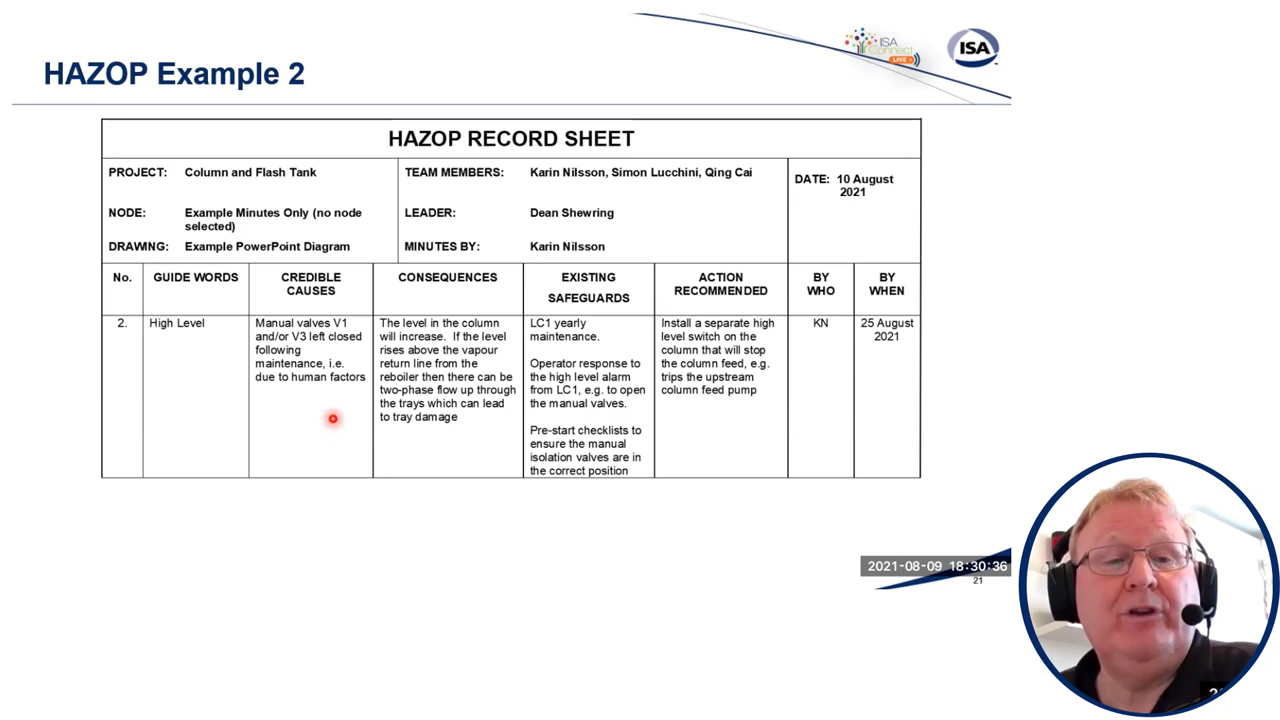 ISA
Connect
LIVE
ISA
HAZOP Example 2
HAZOP RECORD SHEET
PROJECT: Column and Flash Tank
TEAM MEMBERS: Karin Nilsson, Simon Lucchini, Qing Cai
DATE: 10 August
2021
NODE: Example Minutes Only (no node
selected)
LEADER: Dean Shewring
DRAWING: Example PowerPoint Diagram
MINUTES BY: Karin Nilsson
No.
GUIDE WORDS
CREDIBLE
CAUSES
CONSEQUENCES
EXISTING
SAFEGUARDS
ACTION
RECOMMENDED
BY
WHO
BY
WHEN
2.
High Level
Manual valves V1
and/or V3 left closed
following
maintenance, i.e.
due to human factors
The level in the column
will increase. If the level
rises above the vapour
return line from the
reboiler then there can be
two-phase flow up through
the trays which can lead
to tray damage
LC1 yearly
maintenance.
Operator response to
the high level alarm
from LC1, e.g. to open
the manual valves.
Pre-start checklists to
ensure the manual
isolation valves are in
the correct position
Install a separate high
level switch on the
column that will stop
the column feed, e.g.
trips the upstream
column feed pump
KN
25 August
2021
2021-08-09 18:30:36
21